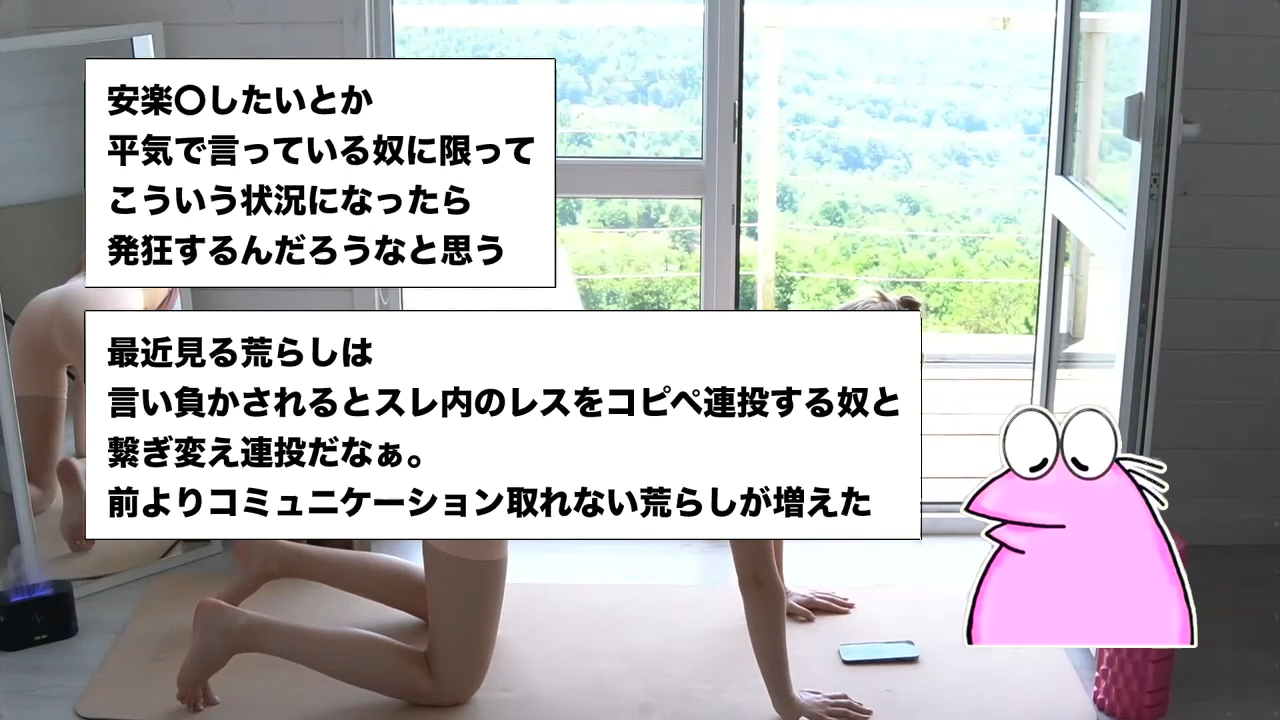 安楽〇したいとか
平気で言っている奴に限って
こういう状況になったら
発狂するんだろうなと思う
最近見る荒らしは
言い負かされるとスレ内のレスをコピペ連投する奴と
繋ぎ変え連投だなぁ。
前よりコミュニケーション取れない荒らしが増えた